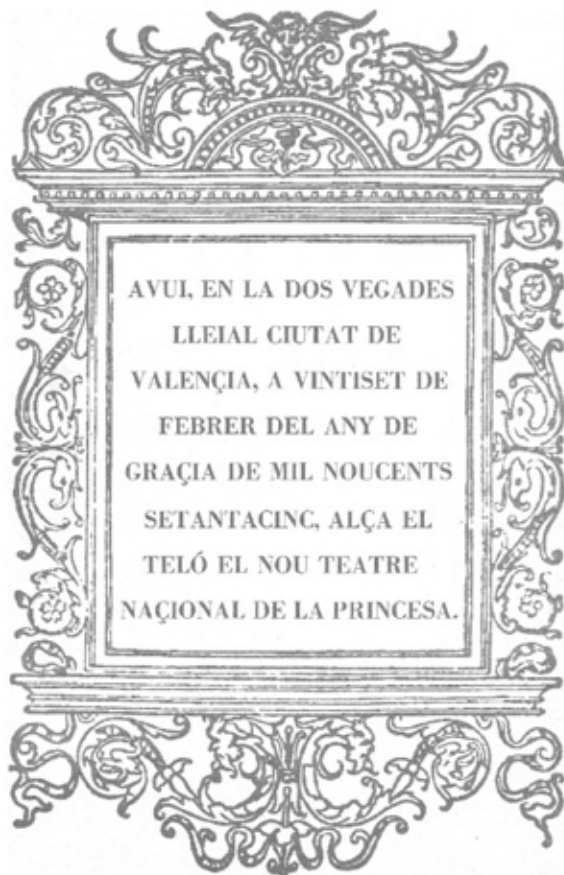 AVUI, EN LA DOS VEGADES
LLEIAL CIUTAT DE
VALENÇIA, A VINTISET DE
FEBRER DEL ANY DE
GRAÇIA DE MIL NOUCENTS
SETANTACINC, ALÇA EL
TELÓ EL NOU TEATRE
NAÇIONAL DE LA PRINCESA.